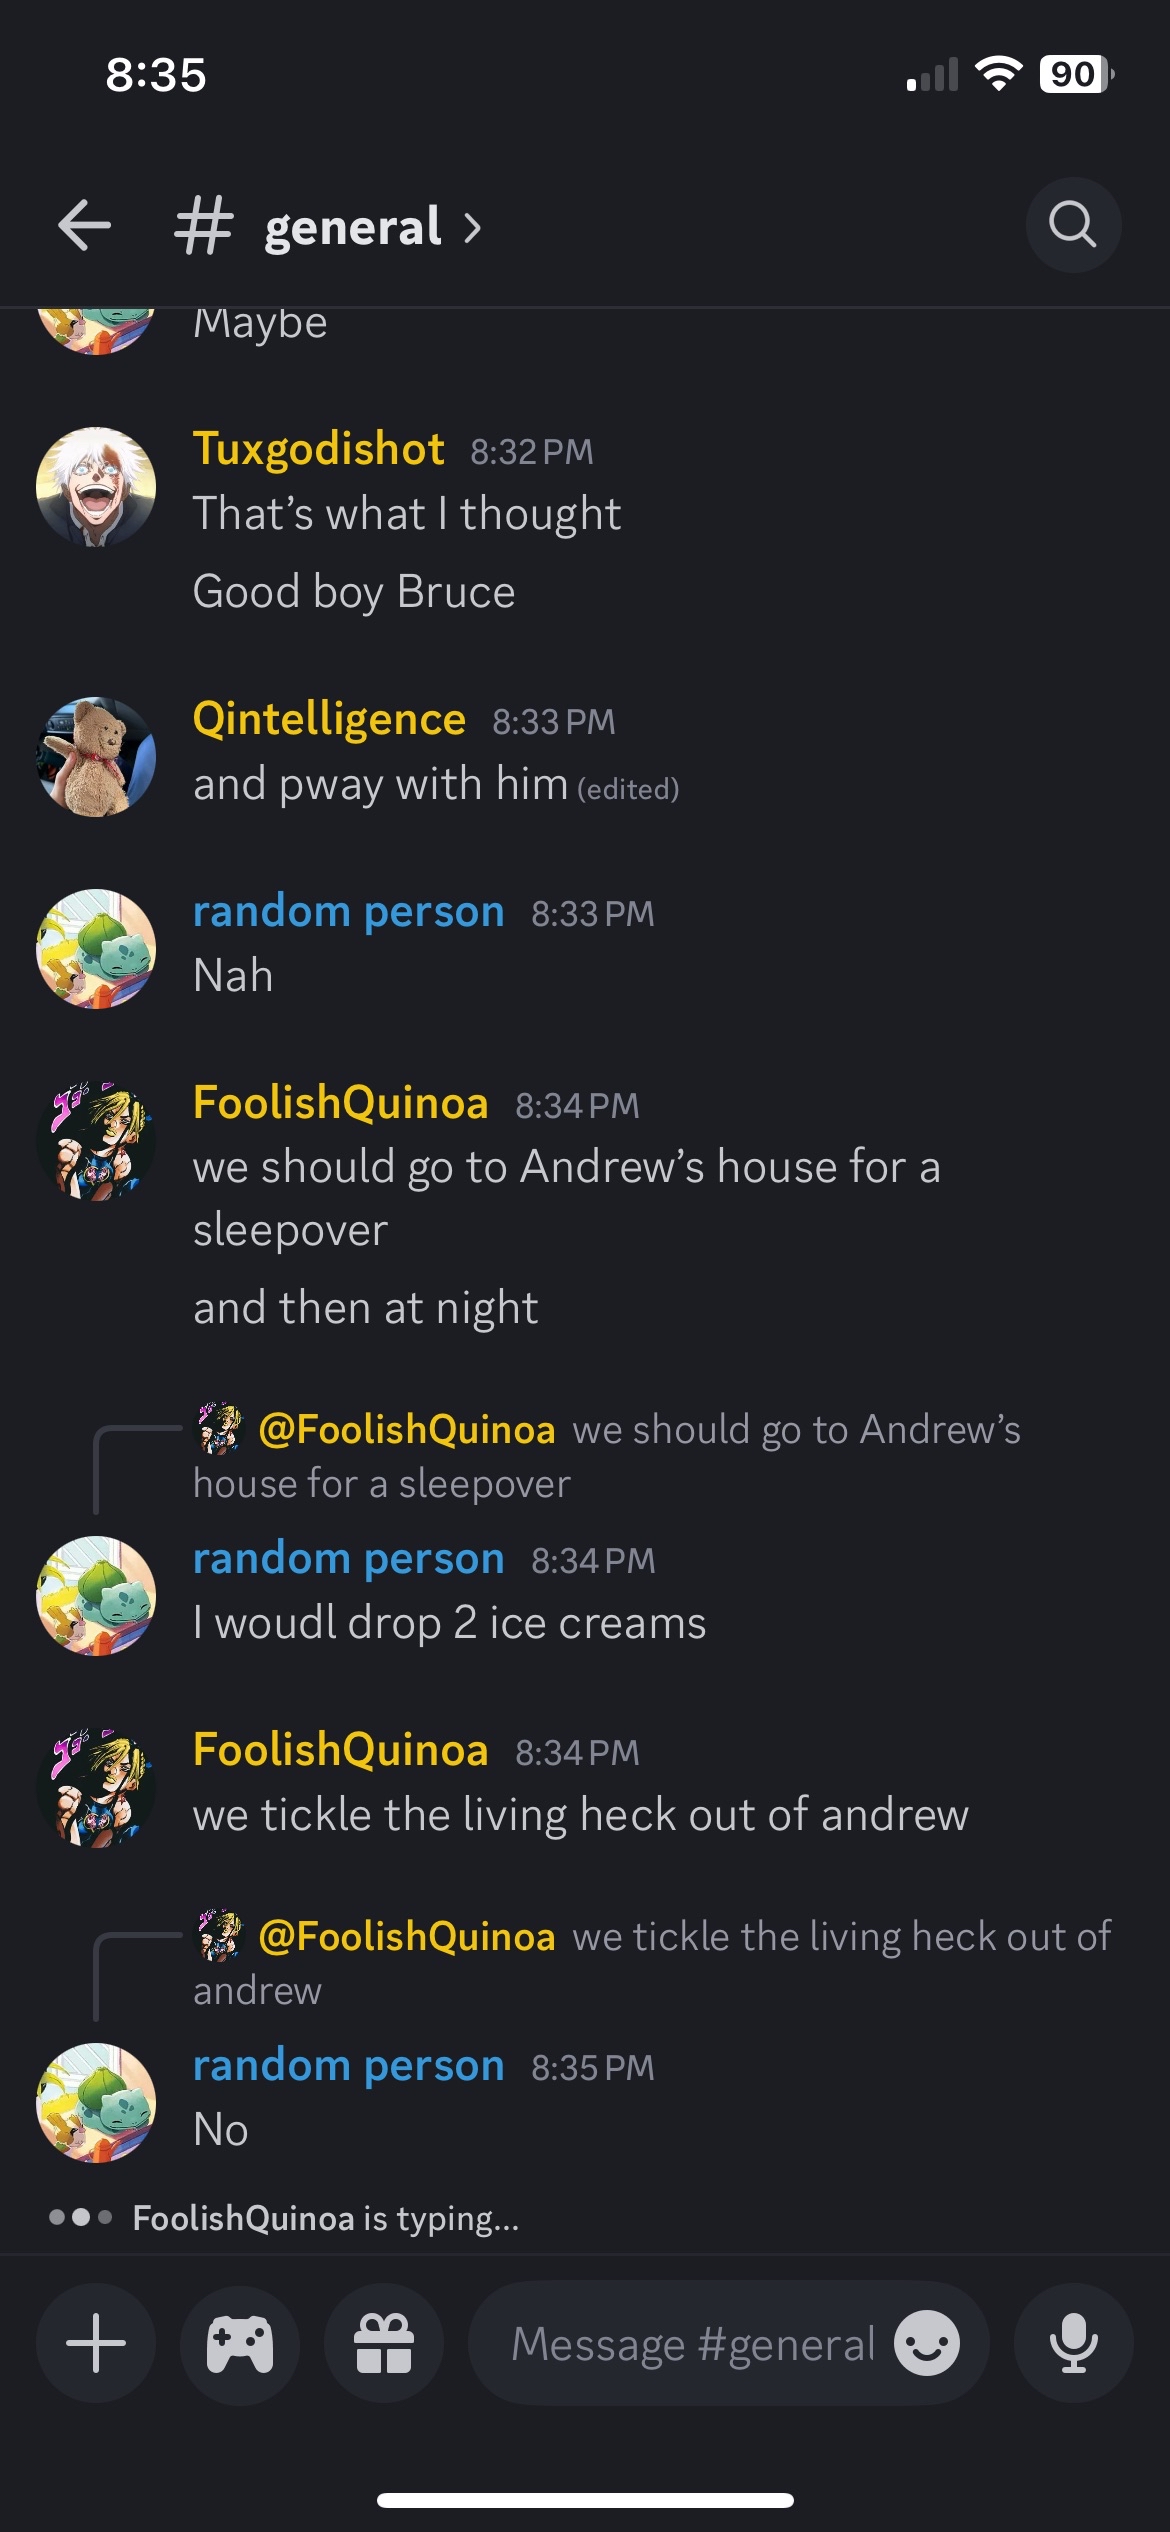 8:35
90
general
Maybe
Tuxgodishot 8:32 PM
That’s what I thought
Good boy Bruce
Qintelligence 8:33 PM
and pway with him (edited)
random person 8:33 PM
Nah
FoolishQuinoa 8:34 PM
we should go to Andrew’s house for a
sleepover
and then at night
@FoolishQuinoa we should go to Andrew’s
house for a sleepover
random person 8:34 PM
I woudl drop 2 ice creams
FoolishQuinoa 8:34 PM
we tickle the living heck out of andrew
@FoolishQuinoa we tickle the living heck out of
andrew
random person 8:35 PM
No
FoolishQuinoa is typing...
Message #general